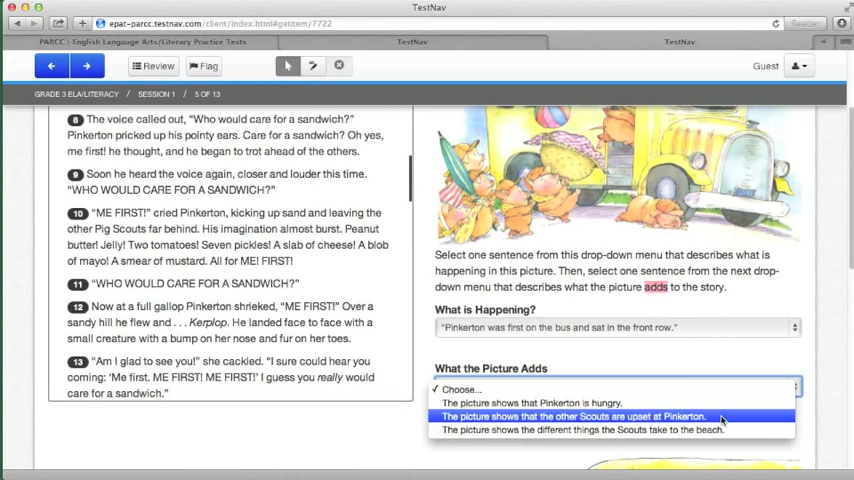 TestNav
epat-parcc.testnav.com/client/index.html#getitem/7722
Reader
PARCC | English Language Arts/Literacy Practice Tests
TestNav
TestNav
Review
Flag
Guest
GRADE 3 ELA/LITERACY / SESSION 1 / 5 OF 13
8 The voice called out, “Who would care for a sandwich?”
Pinkerton pricked up his pointy ears. Care for a sandwich? Oh yes,
me first! he thought, and he began to trot ahead of the others.
9 Soon he heard the voice again, closer and louder this time.
“WHO WOULD CARE FOR A SANDWICH?”
10 “ME FIRST!” cried Pinkerton, kicking up sand and leaving the
other Pig Scouts far behind. His imagination almost burst. Peanut
butter! Jelly! Two tomatoes! Seven pickles! A slab of cheese! A blob
of mayo! A smear of mustard. All for ME! FIRST!
11 “WHO WOULD CARE FOR A SANDWICH?”
12 Now at a full gallop Pinkerton shrieked, “ME FIRST!” Over a
sandy hill he flew and . . . Kerplop. He landed face to face with a
small creature with a bump on her nose and fur on her toes.
13 “Am I glad to see you!” she cackled. “I sure could hear you
coming: ‘Me first. ME FIRST! ME FIRST!’ I guess you really would
care for a sandwich.”
Select one sentence from this drop-down menu that describes what is
happening in this picture. Then, select one sentence from the next drop-
down menu that describes what the picture adds to the story.
What is Happening?
"Pinkerton was first on the bus and sat in the front row."
What the Picture Adds
✓ Choose...
The picture shows that Pinkerton is hungry.
The picture shows that the other Scouts are upset at Pinkerton.
The picture shows the different things the Scouts take to the beach.